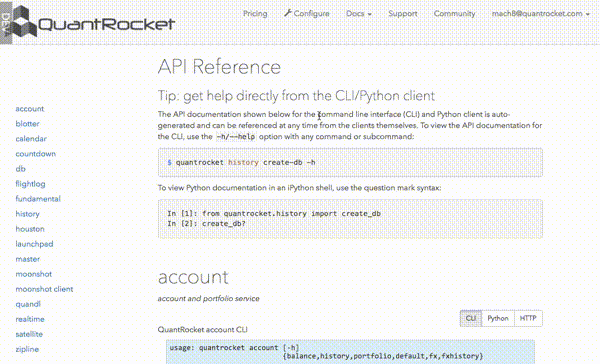 DEV
QuantRocket
Pricing Configure Docs Support Community mach8@quantrocket.com
API Reference
Tip: get help directly from the CLI/Python client
The API documentation shown below for the command line interface (CLI) and Python client is auto-
generated and can be referenced at any time from the clients themselves. To view the API documentation for
the CLI, use the -h/--help option with any command or subcommand:
$ quantrocket history create-db -h
To view Python documentation in an iPython shell, use the question mark syntax:
In [1]: from quantrocket.history import create_db
In [2]: create_db?
account
blotter
calendar
countdown
db
flightlog
fundamental
history
houston
launchpad
master
moonshot
moonshot client
quandl
realtime
satellite
zipline
account
account and portfolio service
CLI Python HTTP
QuantRocket account CLI
usage: quantrocket account [-h]
{balance,history,portfolio,default,fx,fxhistory}